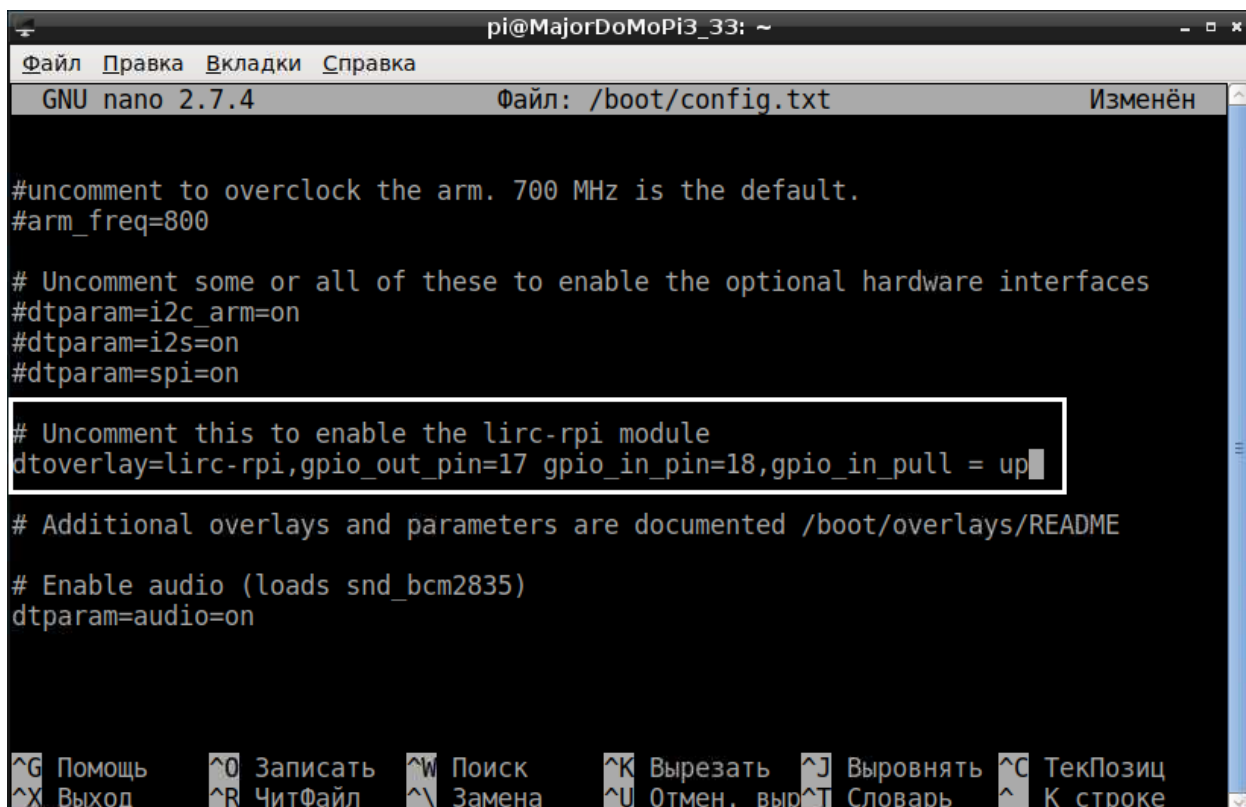 pi@MajorDoMoPi3_33: ~
Файл Правка Вкладки Справка
GNU nano 2.7.4 Файл: /boot/config.txt Изменён
#uncomment to overclock the arm. 700 MHz is the default.
#arm_freq=800
# Uncomment some or all of these to enable the optional hardware interfaces
#dtparam=i2c_arm=on
#dtparam=i2s=on
#dtparam=spi=on
# Uncomment this to enable the lirc-rpi module
dtoverlay=lirc-rpi,gpio_out_pin=17 gpio_in_pin=18,gpio_in_pull = up
# Additional overlays and parameters are documented /boot/overlays/README
# Enable audio (loads snd_bcm2835)
dtparam=audio=on
^G Помощь ^O Записать ^W Поиск ^K Вырезать ^J Выровнять ^C ТекПозиц
^X Выход ^R ЧитФайл ^\ Замена ^U Отмен. выр^T Словарь ^_ К строке